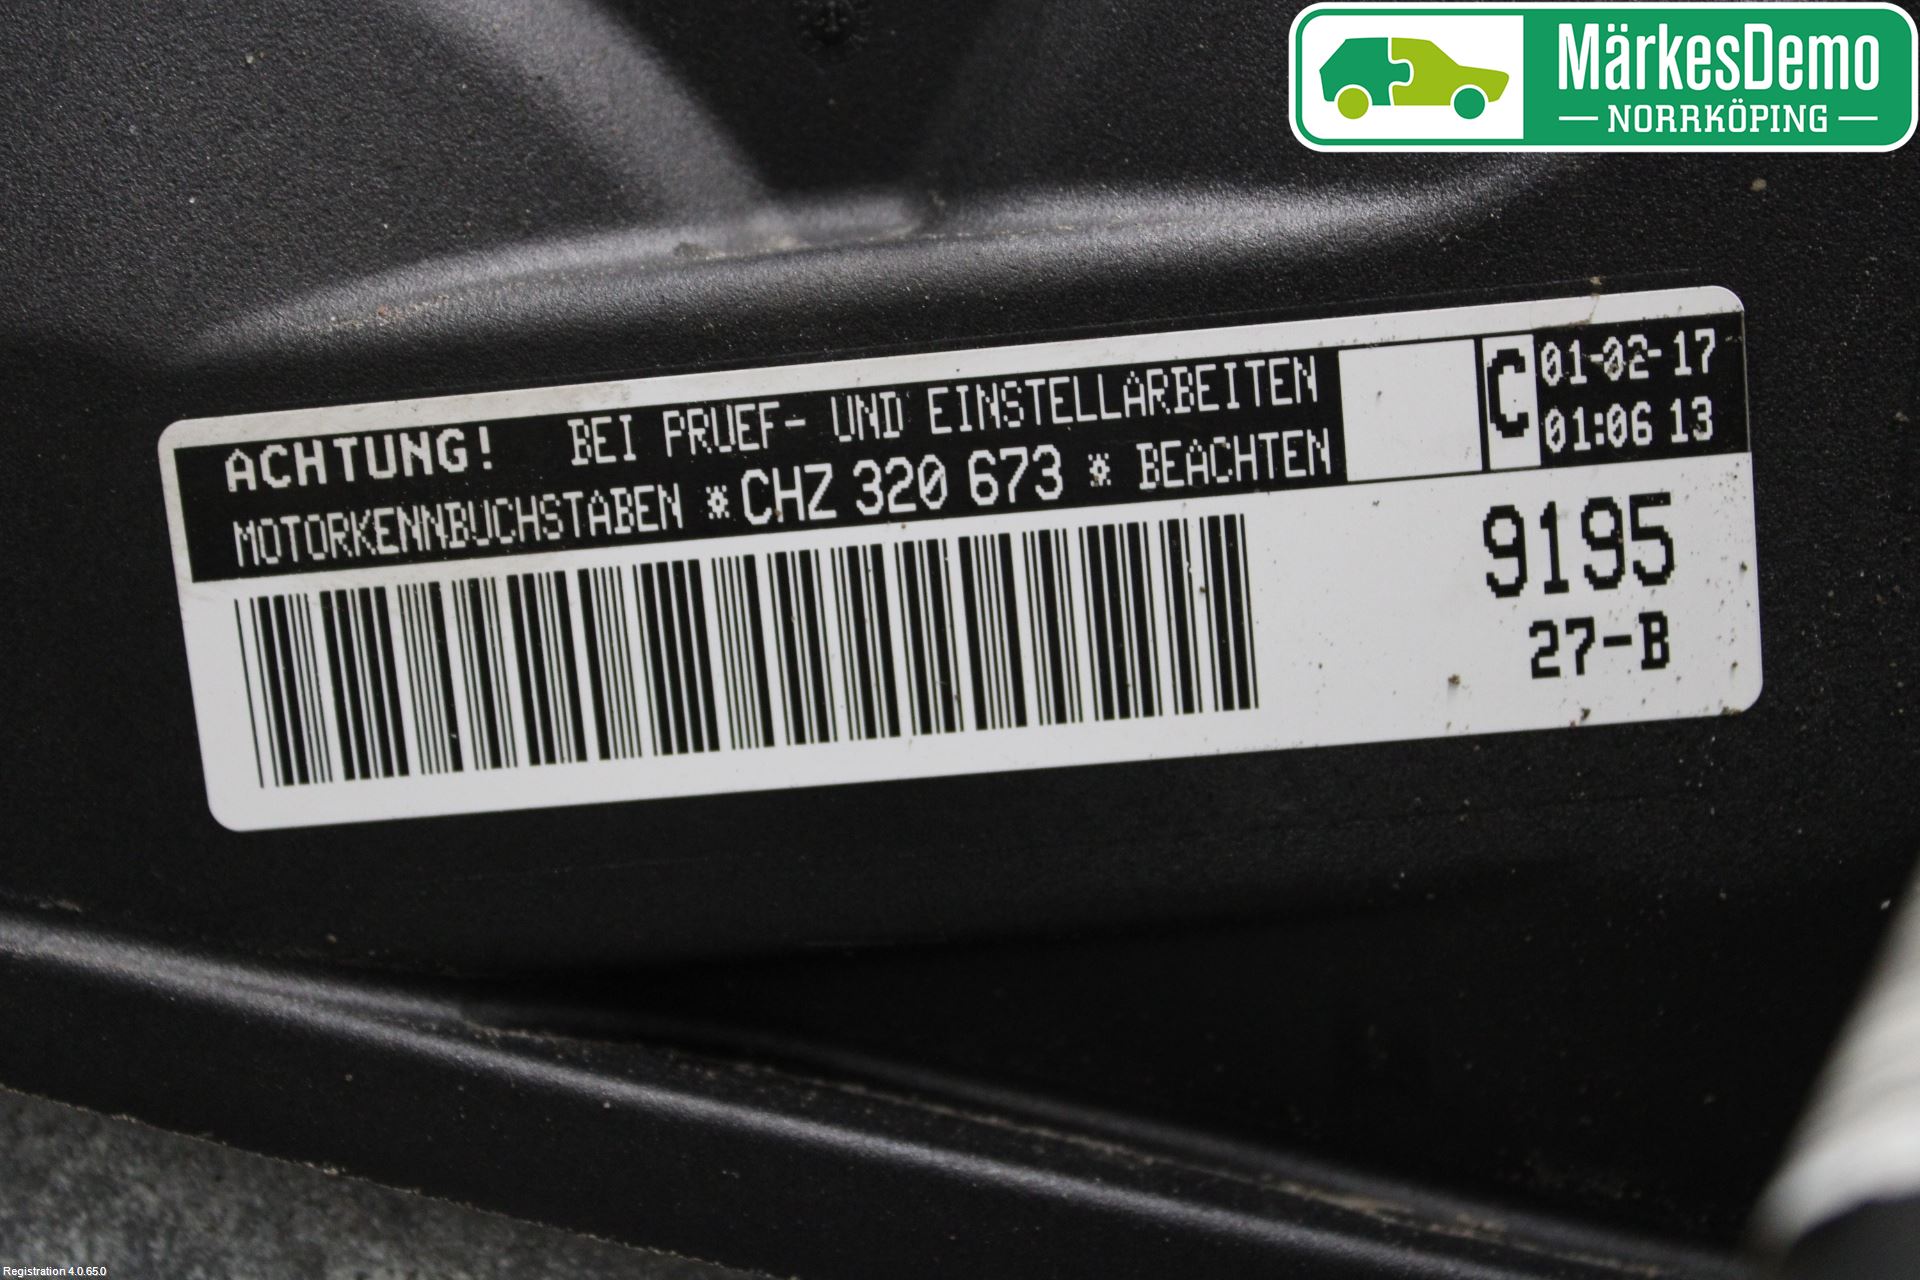 MärkesDemo
NORRKÖPING
ACHTUNG! BEI PRUEF- UND EINSTELLARBEITEN
MOTORKENNBUCHSTABEN *CHZ 320 673 * BEACHTEN
C
01-02-17
01:06 13
9195
27-B
Registration 4.0.65.0